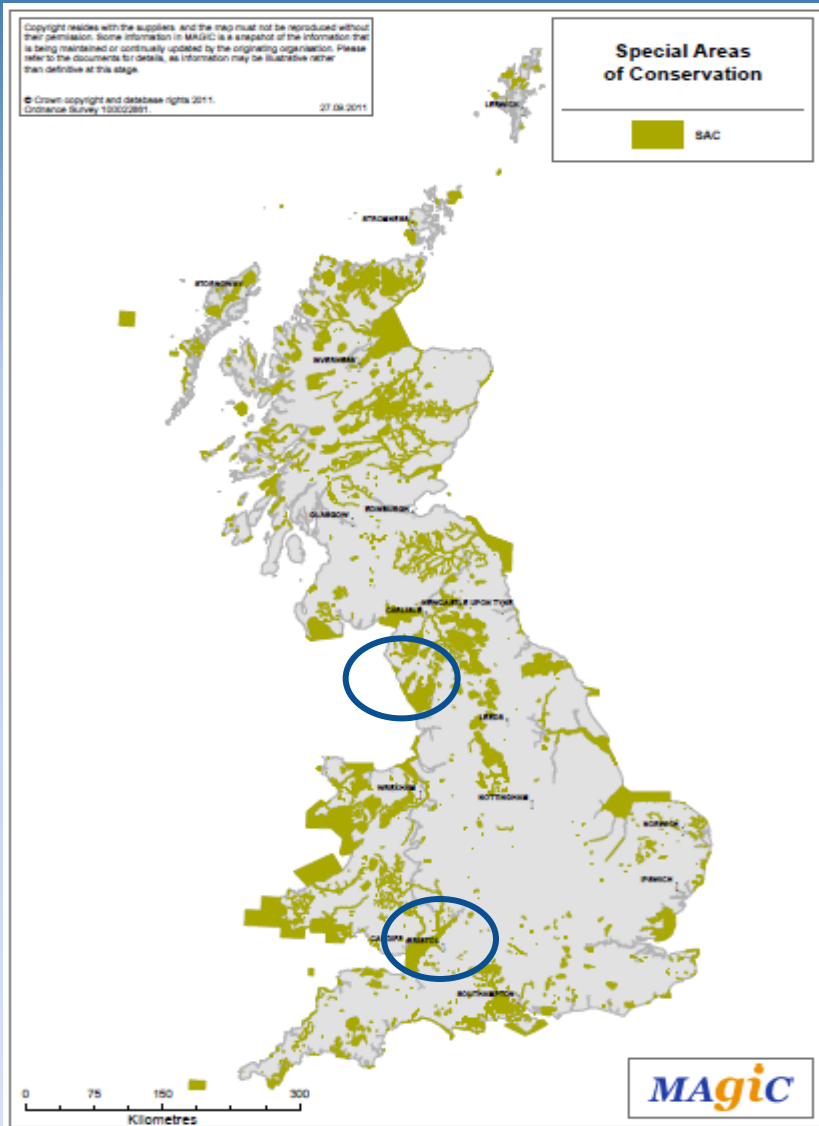 Copyright resides with the suppliers and the map must not be reproduced without
their permission. Some information in MAGIC is a snapshot of the information that
is being maintained or continually updated by the originating organisation. Please
refer to the documents for details, as information may be illustrative rather
than definitive at this stage.
© Crown copyright and database rights 2011.
Ordnance Survey 100022861.
27.09.2011
Special Areas
of Conservation
SAC
LERWICK
STROMNESS
STORNOWAY
INVERNESS
GLASGOW
EDINBURGH
CARLISLE
NEWCASTLE UPON TYNE
LEEDS
WREXHAM
NOTTINGHAM
NORWICH
IPSWICH
CARDIFF
BRISTOL
SOUTHAMPTON
0 75 150 300
Kilometres
MAGiC